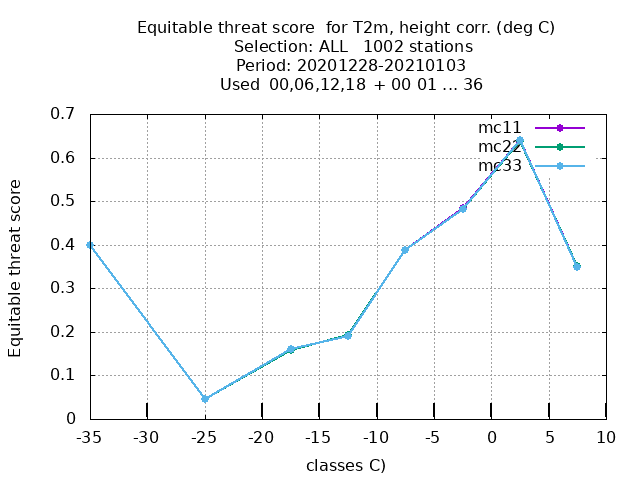 Equitable threat score  for T2m, height corr. (deg C)
Selection: ALL   1002 stations
Period: 20201228-20210103
Used  00,06,12,18  + 00 01 ... 36
mc11
mc22
mc33
Equitable threat score
0.7
0.6
0.5
0.4
0.3
0.2
0.1
0
-35 -30 -25 -20 -15 -10 -5 0 5 10
classes C)